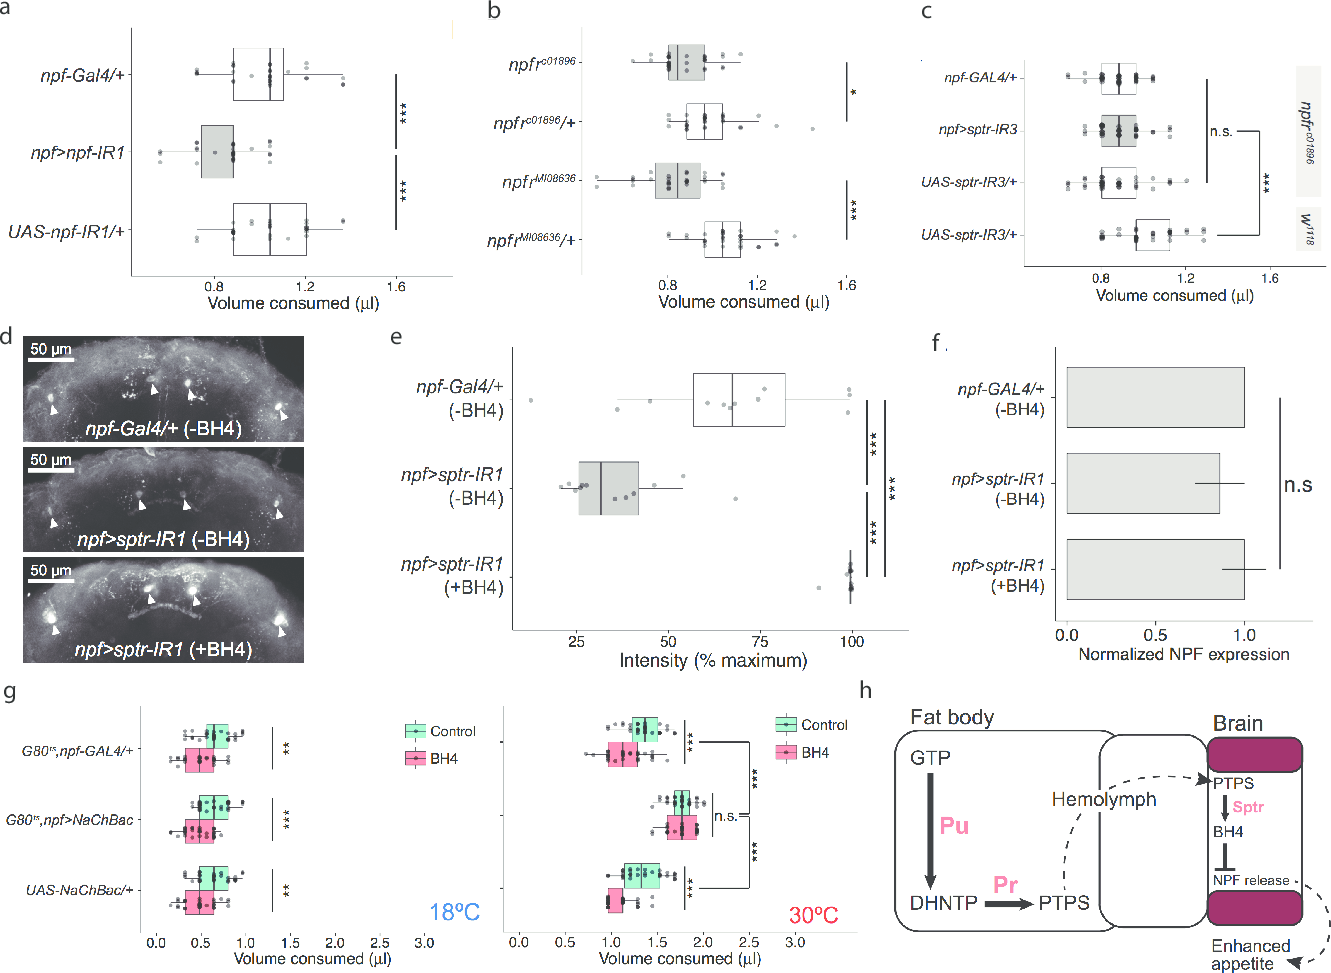 a
npf-Gal4/+
npf>npf-IR1
UAS-npf-IR1/+
***
***
0.8
1.2
1.6
Volume consumed (µl)
b
npfr c01896
npfr c01896/+
npfr MI08636
npfr MI08636/+
*
***
0.8
1.2
1.6
Volume consumed (µl)
c
npf-GAL4/+
npf>sptr-IR3
UAS-sptr-IR3/+
UAS-sptr-IR3/+
n.s.
***
npfr c01896
w1118
0.8
1.2
1.6
Volume consumed (µl)
d
50 µm
npf-Gal4/+ (-BH4)
50 µm
npf>sptr-IR1 (-BH4)
50 µm
npf>sptr-IR1 (+BH4)
e
npf-Gal4/+
(-BH4)
npf>sptr-IR1
(-BH4)
npf>sptr-IR1
(+BH4)
***
***
***
25
50
75
100
Intensity (% maximum)
f .
npf-GAL4/+
(-BH4)
npf>sptr-IR1
(-BH4)
npf>sptr-IR1
(+BH4)
n.s
0.0
0.5
1.0
Normalized NPF expression
g
G80ts,npf-GAL4/+
G80ts,npf>NaChBac
UAS-NaChBac/+
**
***
**
Control
BH4
18ºC
0.0
0.5
1.0
1.5
2.0
2.5
3.0
Volume consumed (µl)
***
n.s.
***
***
***
Control
BH4
30ºC
0.0
0.5
1.0
1.5
2.0
2.5
3.0
Volume consumed (µl)
h
Fat body
Brain
GTP
Pu
DHNTP
Pr
PTPS
Hemolymph
PTPS
Sptr
BH4
NPF release
Enhanced
appetite